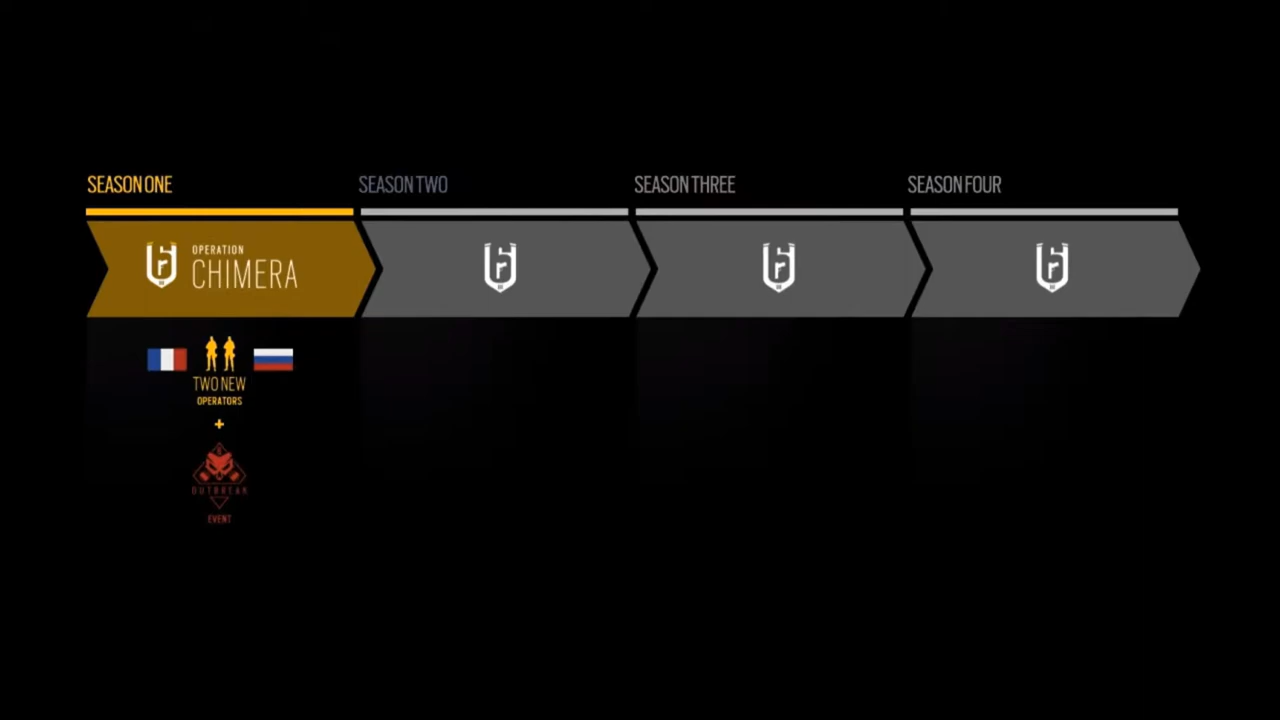 SEASON ONE
SEASON TWO
SEASON THREE
SEASON FOUR
OPERATION
CHIMERA
TWO NEW
OPERATORS
+
OUTBREAK
EVENT